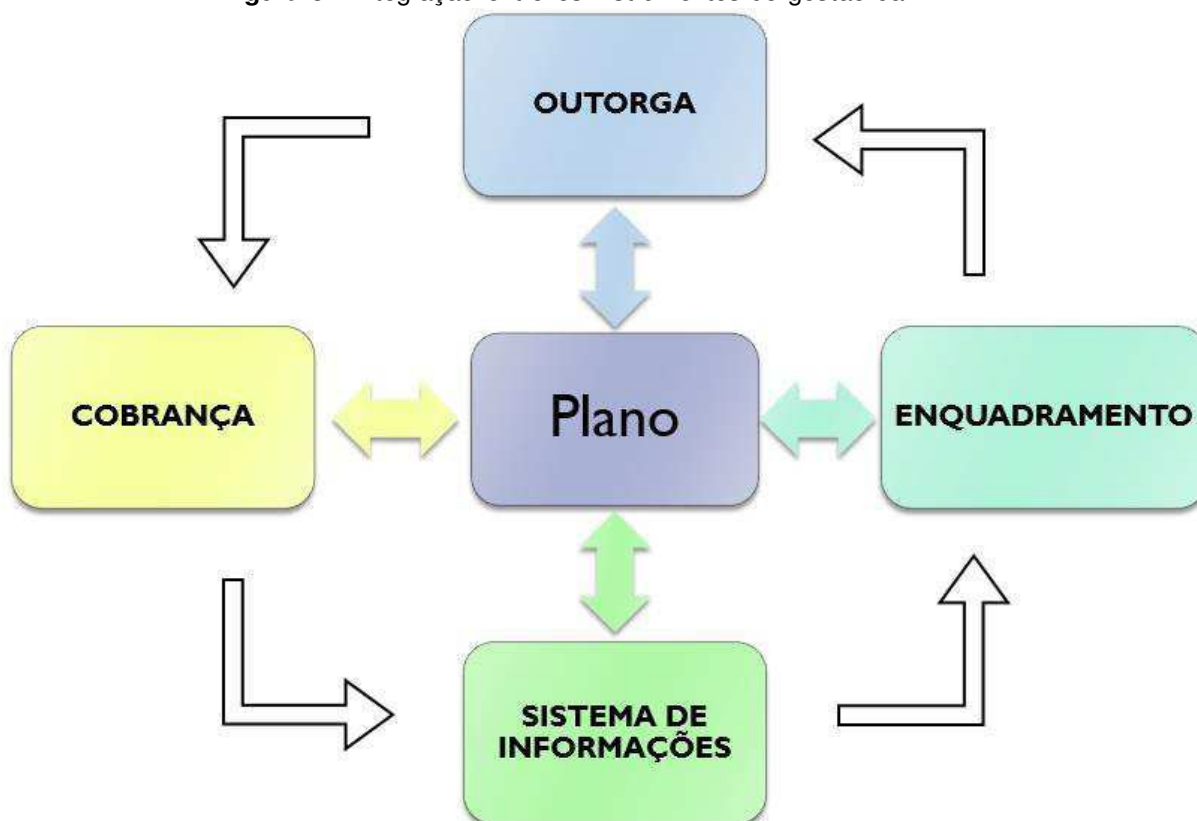 OUTORGA
COBRANÇA
Plano
ENQUADRAMENTO
SISTEMA DE
INFORMAÇÕES